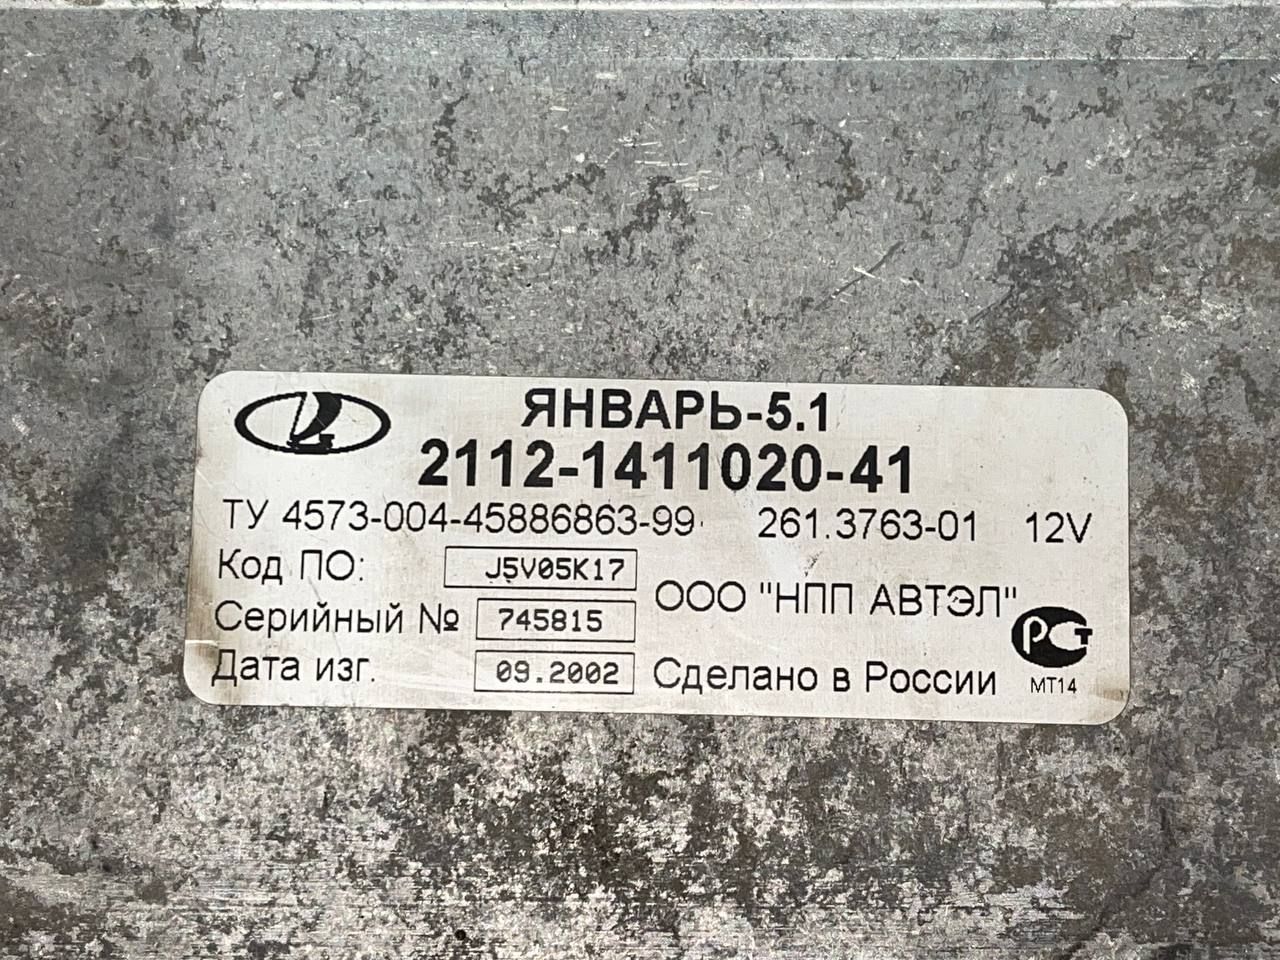 ЯНВАРЬ-5.1
2112-1411020-41
ТУ 4573-004-45886863-99 261.3763-01 12V
Код ПО: J5V05K17
ООО "НПП АВТЭЛ"
Серийный № 745815
РСТ
Дата изг. 09.2002 Сделано в России
МТ14